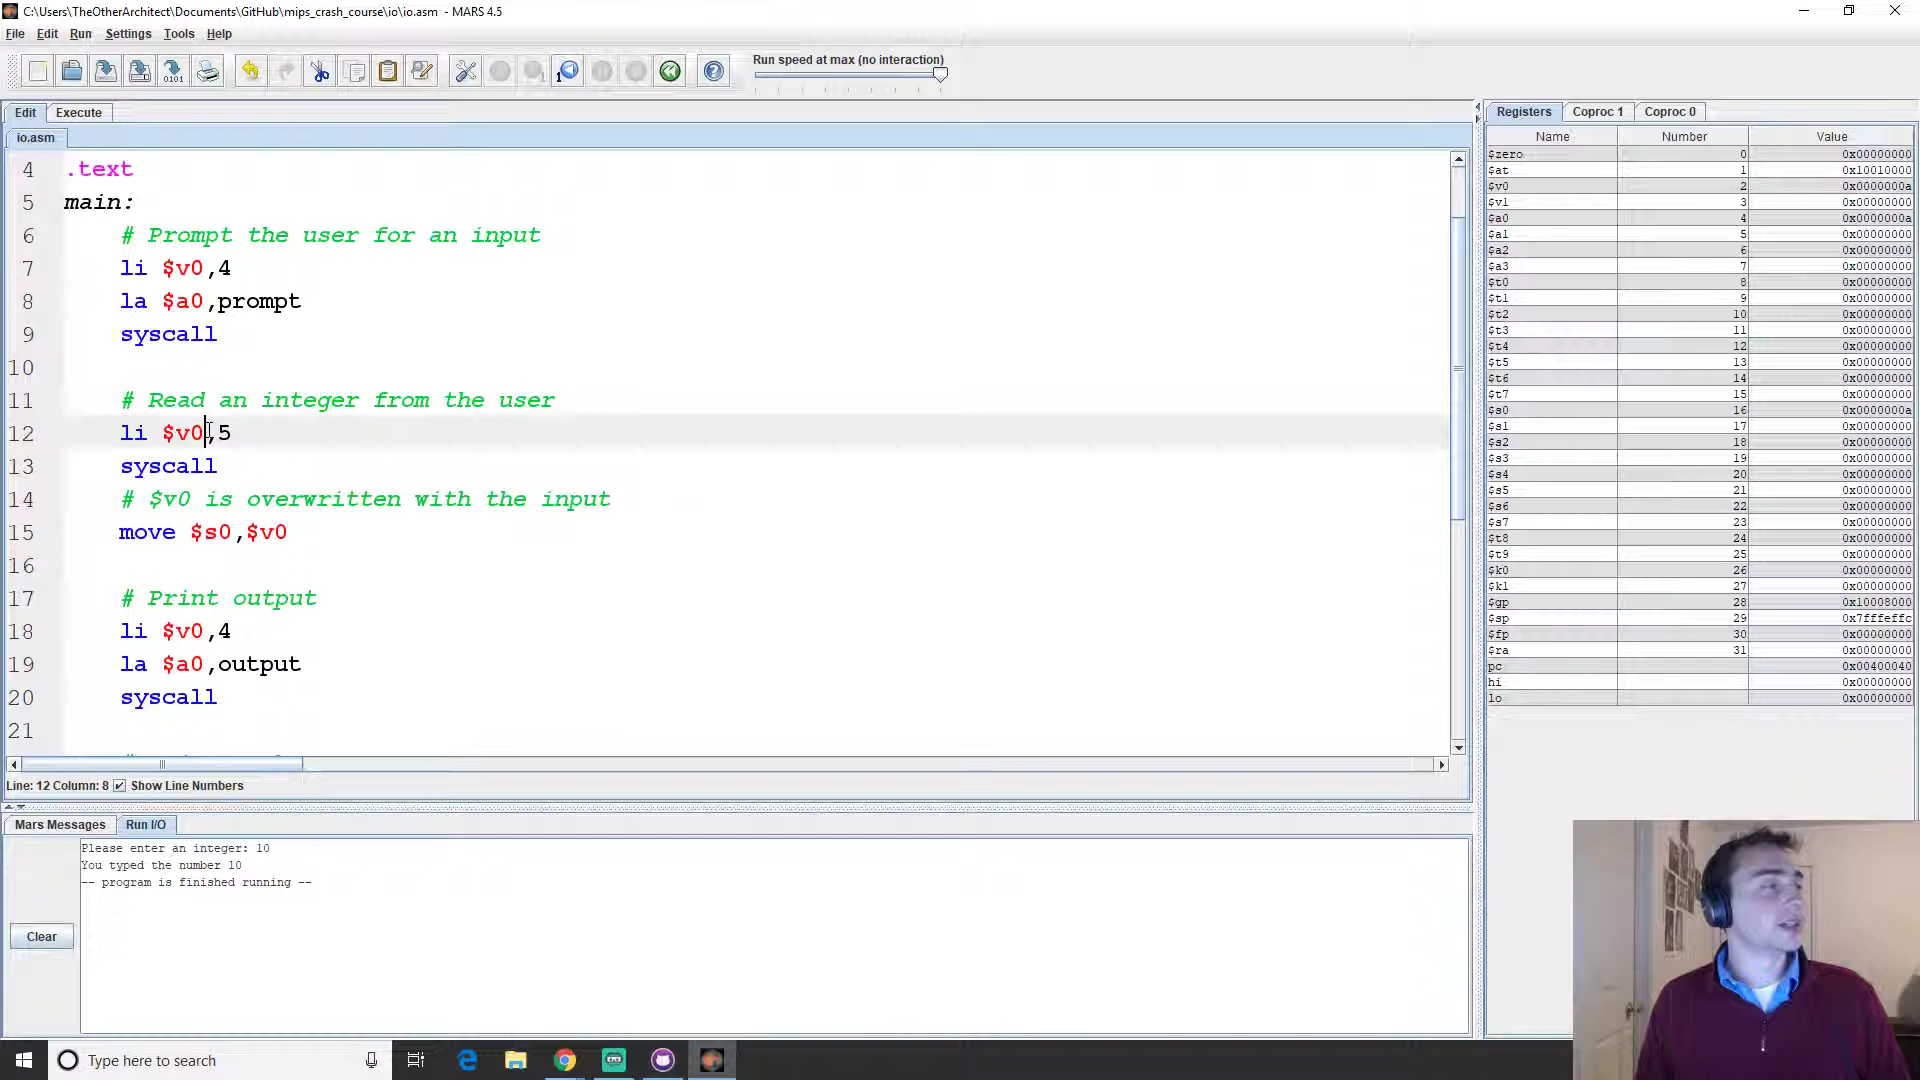 C:\Users\TheOtherArchitect\Documents\GitHub\mips_crash_course\io\io.asm - MARS 4.5
File Edit Run Settings Tools Help
Run speed at max (no interaction)
Edit Execute
io.asm
4 .text
5 main:
6 # Prompt the user for an input
7 li $v0,4
8 la $a0,prompt
9 syscall
10
11 # Read an integer from the user
12 li $v0,5
13 syscall
14 # $v0 is overwritten with the input
15 move $s0,$v0
16
17 # Print output
18 li $v0,4
19 la $a0,output
20 syscall
21
Line: 12 Column: 8 Show Line Numbers
Mars Messages Run I/O
Please enter an integer: 10
You typed the number 10
-- program is finished running --
Clear
Registers Coproc 1 Coproc 0
Name Number Value
$zero 0 0x00000000
$at 1 0x10010000
$v0 2 0x0000000a
$v1 3 0x00000000
$a0 4 0x0000000a
$a1 5 0x00000000
$a2 6 0x00000000
$a3 7 0x00000000
$t0 8 0x00000000
$t1 9 0x00000000
$t2 10 0x00000000
$t3 11 0x00000000
$t4 12 0x00000000
$t5 13 0x00000000
$t6 14 0x00000000
$t7 15 0x00000000
$s0 16 0x0000000a
$s1 17 0x00000000
$s2 18 0x00000000
$s3 19 0x00000000
$s4 20 0x00000000
$s5 21 0x00000000
$s6 22 0x00000000
$s7 23 0x00000000
$t8 24 0x00000000
$t9 25 0x00000000
$k0 26 0x00000000
$k1 27 0x00000000
$gp 28 0x10008000
$sp 29 0x7fffeffc
$fp 30 0x00000000
$ra 31 0x00000000
pc 0x00400040
hi 0x00000000
lo 0x00000000
Type here to search